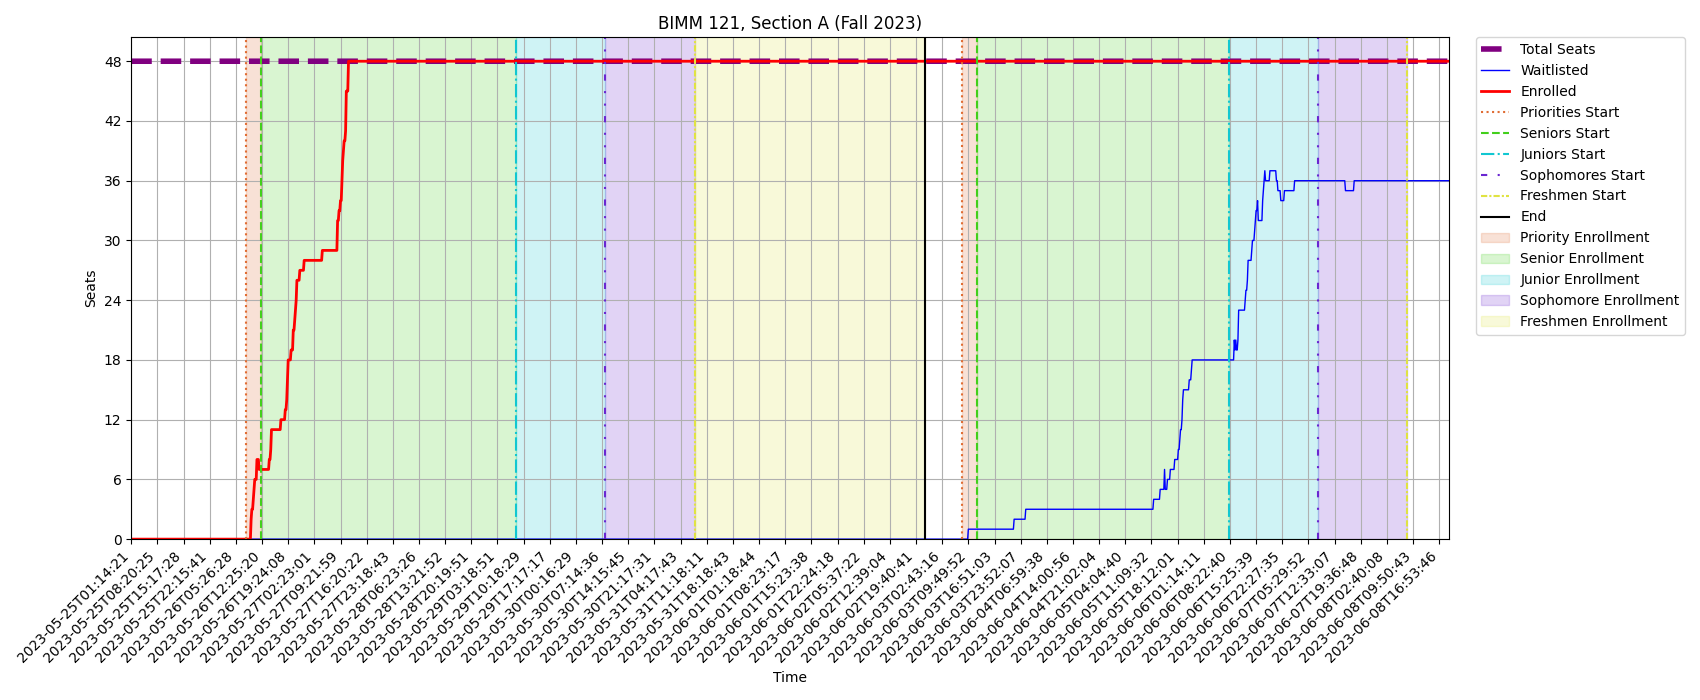 BIMM 121, Section A (Fall 2023)
Seats
48
42
36
30
24
18
12
6
0
2023-05-25T01:14:21
2023-05-25T08:20:25
2023-05-25T15:17:28
2023-05-25T22:15:41
2023-05-26T05:26:28
2023-05-26T12:25:20
2023-05-26T19:24:08
2023-05-27T02:23:01
2023-05-27T09:21:59
2023-05-27T16:20:22
2023-05-27T23:18:43
2023-05-28T06:23:26
2023-05-28T13:21:52
2023-05-28T20:19:51
2023-05-29T03:18:51
2023-05-29T10:18:29
2023-05-29T17:17:17
2023-05-30T00:16:29
2023-05-30T07:14:36
2023-05-30T14:15:45
2023-05-30T21:17:31
2023-05-31T04:17:43
2023-05-31T11:18:11
2023-05-31T18:18:43
2023-06-01T01:18:44
2023-06-01T08:23:17
2023-06-01T15:23:38
2023-06-01T22:24:18
2023-06-02T05:37:22
2023-06-02T12:39:04
2023-06-02T19:40:41
2023-06-03T02:43:16
2023-06-03T09:49:52
2023-06-03T16:51:03
2023-06-03T23:52:07
2023-06-04T06:59:38
2023-06-04T14:00:56
2023-06-04T21:02:04
2023-06-05T04:04:40
2023-06-05T11:09:32
2023-06-05T18:12:01
2023-06-06T01:14:11
2023-06-06T08:22:40
2023-06-06T15:25:39
2023-06-06T22:27:35
2023-06-07T05:29:52
2023-06-07T12:33:07
2023-06-07T19:36:48
2023-06-08T02:40:08
2023-06-08T09:50:43
2023-06-08T16:53:46
Time
Total Seats
Waitlisted
Enrolled
Priorities Start
Seniors Start
Juniors Start
Sophomores Start
Freshmen Start
End
Priority Enrollment
Senior Enrollment
Junior Enrollment
Sophomore Enrollment
Freshmen Enrollment